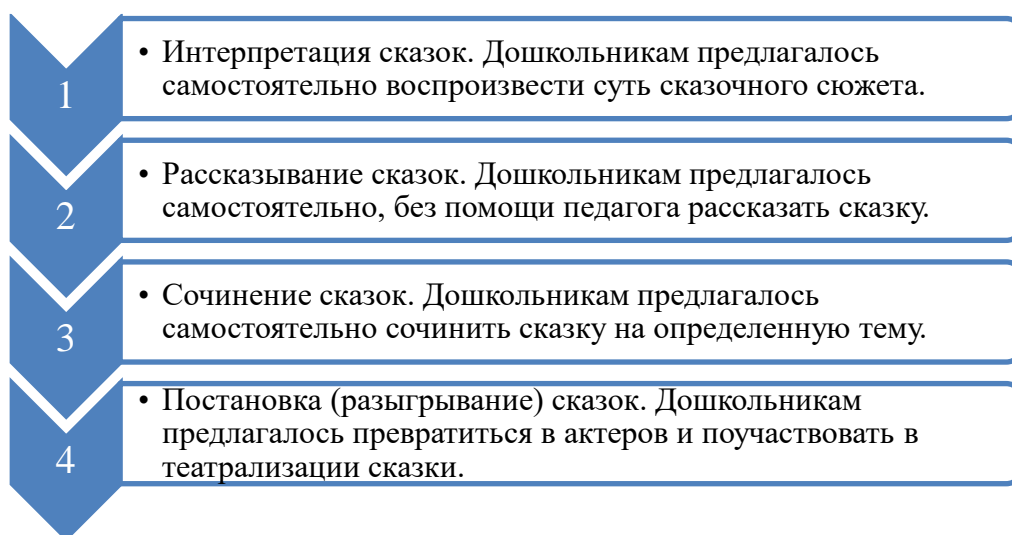 1
• Интерпретация сказок. Дошкольникам предлагалось
самостоятельно воспроизвести суть сказочного сюжета.
2
• Рассказывание сказок. Дошкольникам предлагалось
самостоятельно, без помощи педагога рассказать сказку.
3
• Сочинение сказок. Дошкольникам предлагалось
самостоятельно сочинить сказку на определенную тему.
4
• Постановка (разыгрывание) сказок. Дошкольникам
предлагалось превратиться в актеров и поучаствовать в
театрализации сказки.